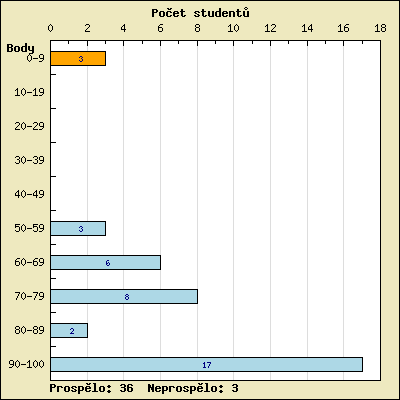 Počet studentů
0 2 4 6 8 10 12 14 16 18
Body
0-9 3
10-19
20-29
30-39
40-49
50-59 3
60-69 6
70-79 8
80-89 2
90-100 17
Prospělo: 36 Neprospělo: 3